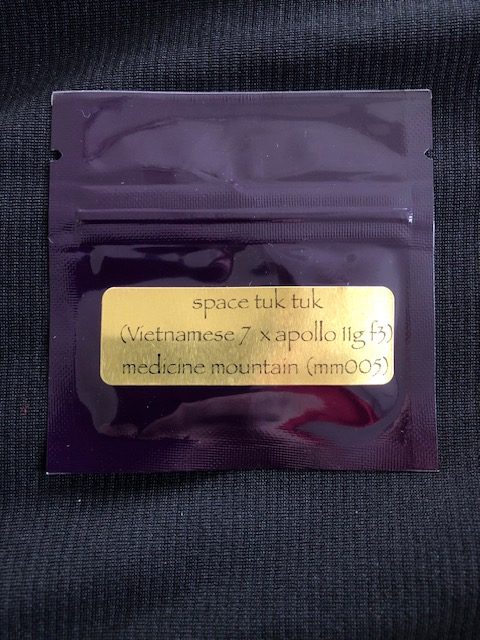 space tuk tuk
(Vietnamese 7 x apollo 11g f3)
medicine mountain (mm005)